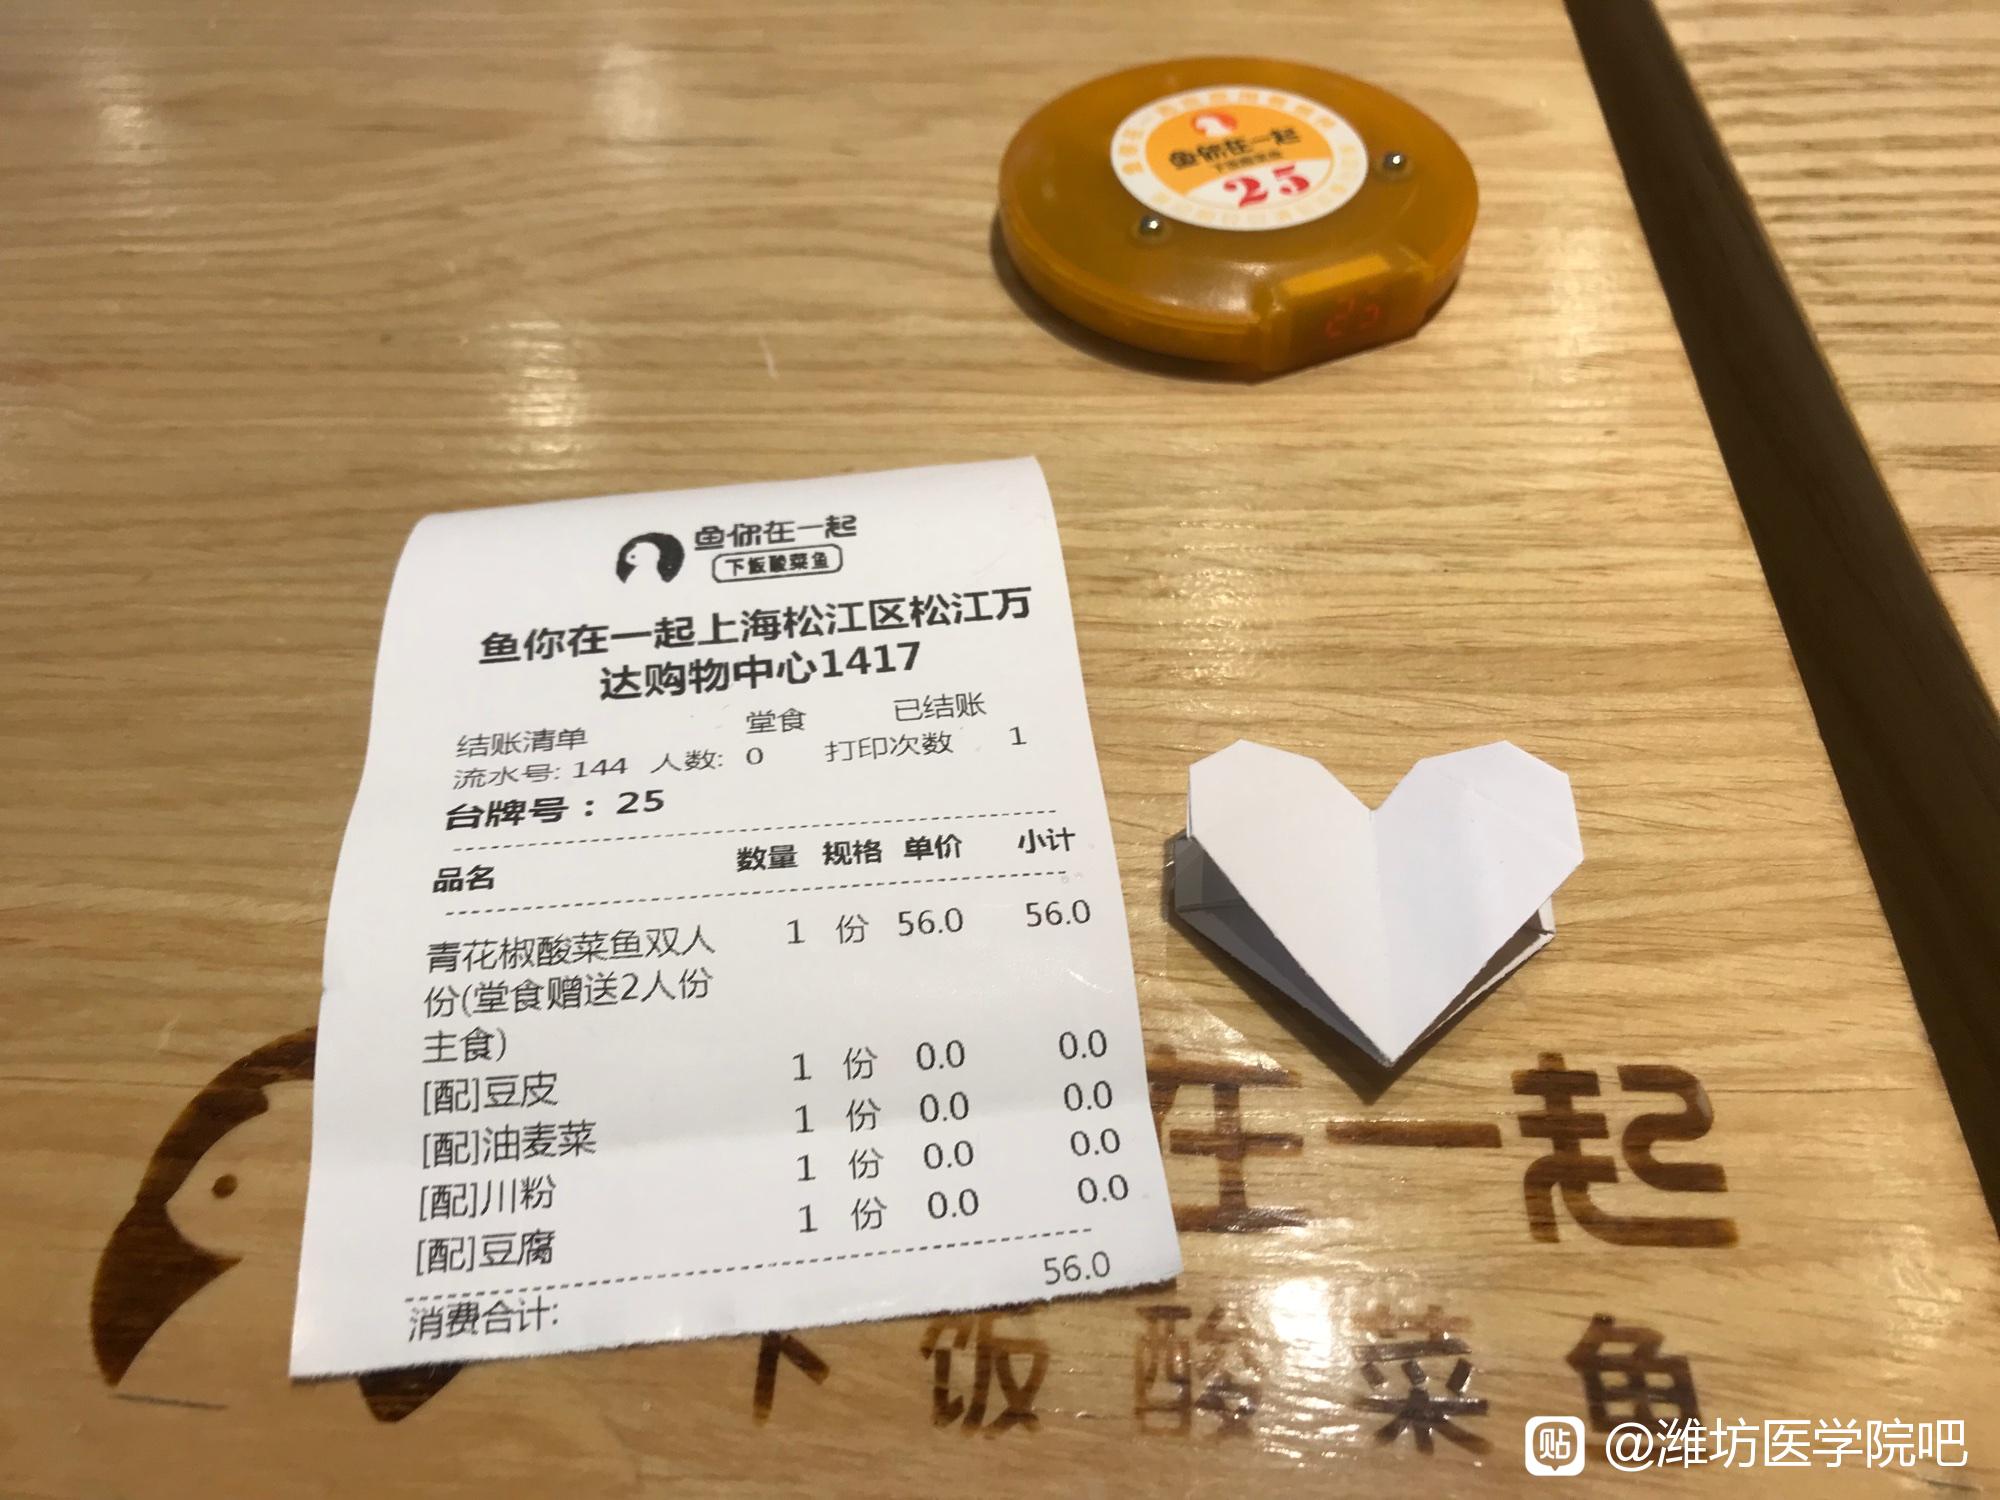 鱼你在一起
25
鱼你在一起
下饭酸菜鱼
鱼你在一起上海松江区松江万
达购物中心1417
结账清单 堂食 已结账
流水号: 144 人数: 0 打印次数 1
台牌号： 25
品名 数量 规格 单价 小计
青花椒酸菜鱼双人 1 份 56.0 56.0
份(堂食赠送2人份
主食)
[配]豆皮 1 份 0.0 0.0
[配]油麦菜 1 份 0.0 0.0
[配]川粉 1 份 0.0 0.0
[配]豆腐 1 份 0.0 0.0
消费合计: 56.0
在一起
下饭酸菜鱼
贴 @潍坊医学院吧